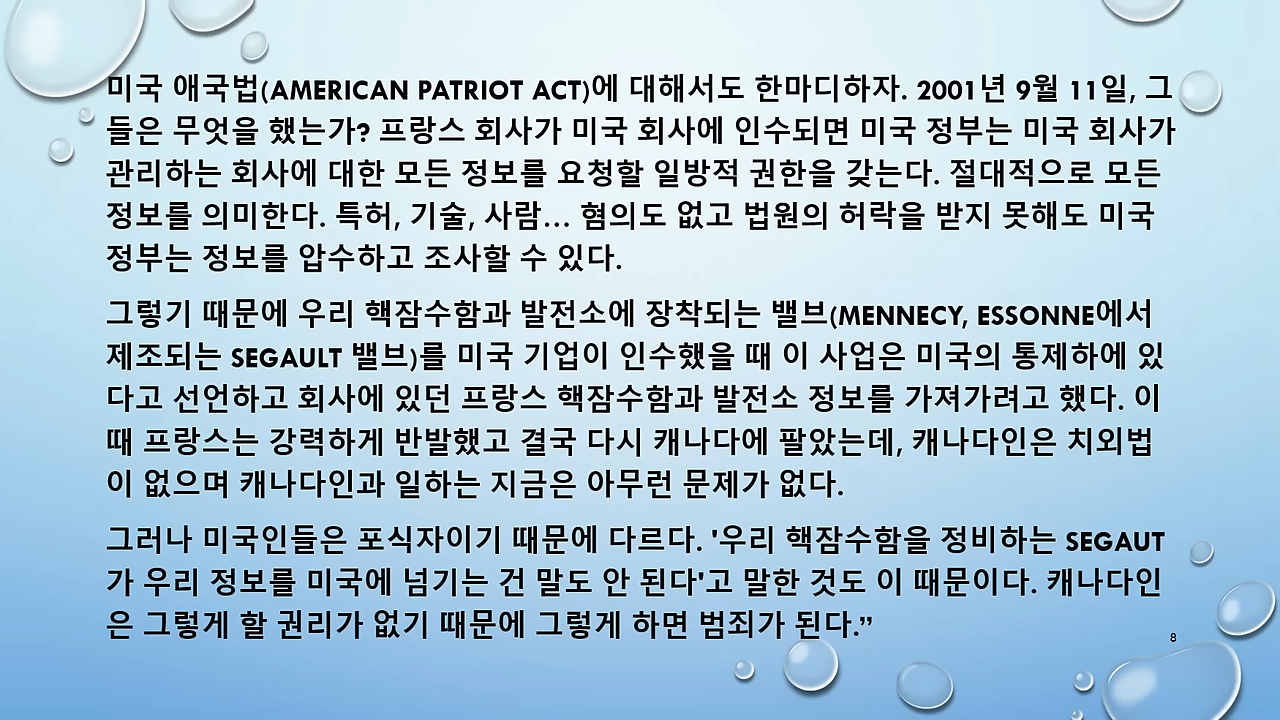 미국 애국법(AMERICAN PATRIOT ACT)에 대해서도 한마디하자. 2001년 9월 11일, 그
들은 무엇을 했는가? 프랑스 회사가 미국 회사에 인수되면 미국 정부는 미국 회사가
관리하는 회사에 대한 모든 정보를 요청할 일방적 권한을 갖는다. 절대적으로 모든
정보를 의미한다. 특허, 기술, 사람... 혐의도 없고 법원의 허락을 받지 못해도 미국
정부는 정보를 압수하고 조사할 수 있다.
그렇기 때문에 우리 핵잠수함과 발전소에 장착되는 밸브(MENNECY, ESSONNE에서
제조되는 SEGAULT 밸브)를 미국 기업이 인수했을 때 이 사업은 미국의 통제하에 있
다고 선언하고 회사에 있던 프랑스 핵잠수함과 발전소 정보를 가져가려고 했다. 이
때 프랑스는 강력하게 반발했고 결국 다시 캐나다에 팔았는데, 캐나다인은 치외법
이 없으며 캐나다인과 일하는 지금은 아무런 문제가 없다.
그러나 미국인들은 포식자이기 때문에 다르다. '우리 핵잠수함을 정비하는 SEGAUT
가 우리 정보를 미국에 넘기는 건 말도 안 된다'고 말한 것도 이 때문이다. 캐나다인
은 그렇게 할 권리가 없기 때문에 그렇게 하면 범죄가 된다.”
8